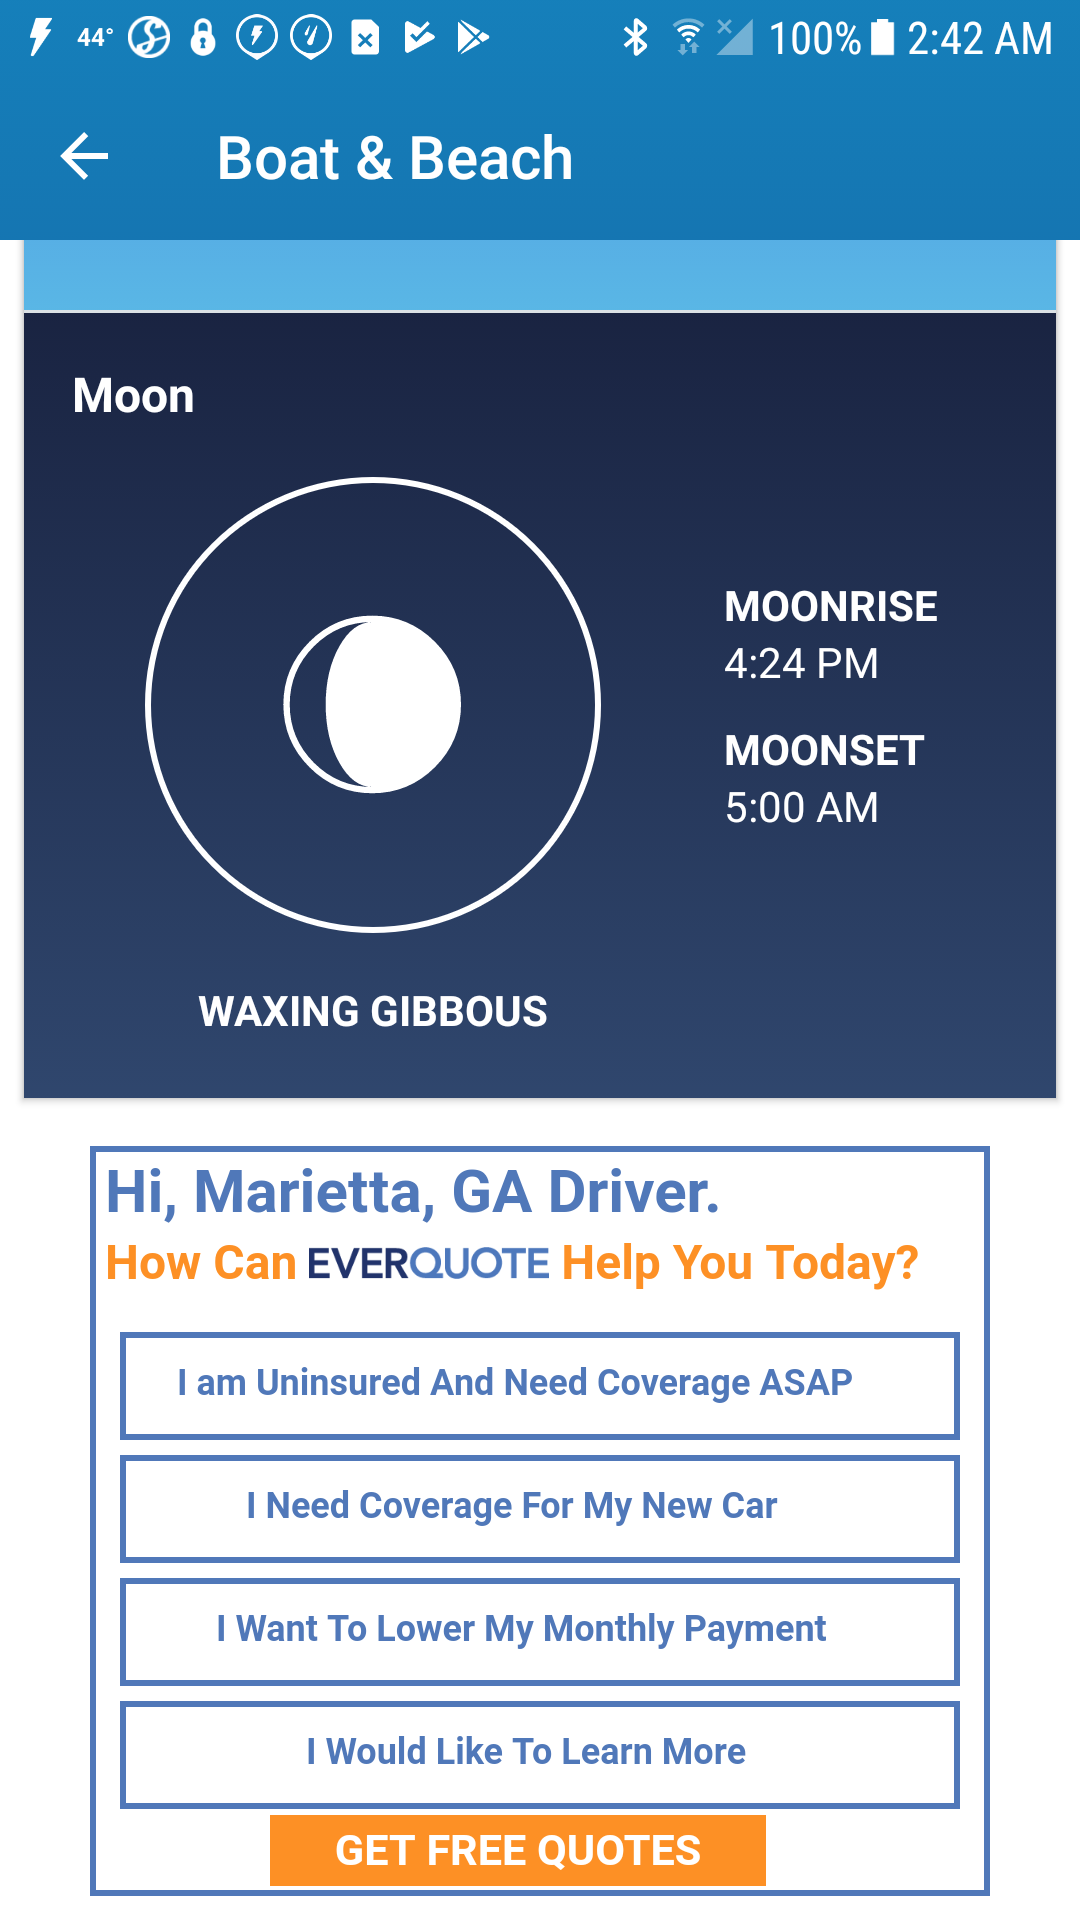 44° 100% 2:42 AM
Boat & Beach
Moon
MOONRISE
4:24 PM
MOONSET
5:00 AM
WAXING GIBBOUS
Hi, Marietta, GA Driver.
How Can EVERQUOTE Help You Today?
I am Uninsured And Need Coverage ASAP
I Need Coverage For My New Car
I Want To Lower My Monthly Payment
I Would Like To Learn More
GET FREE QUOTES